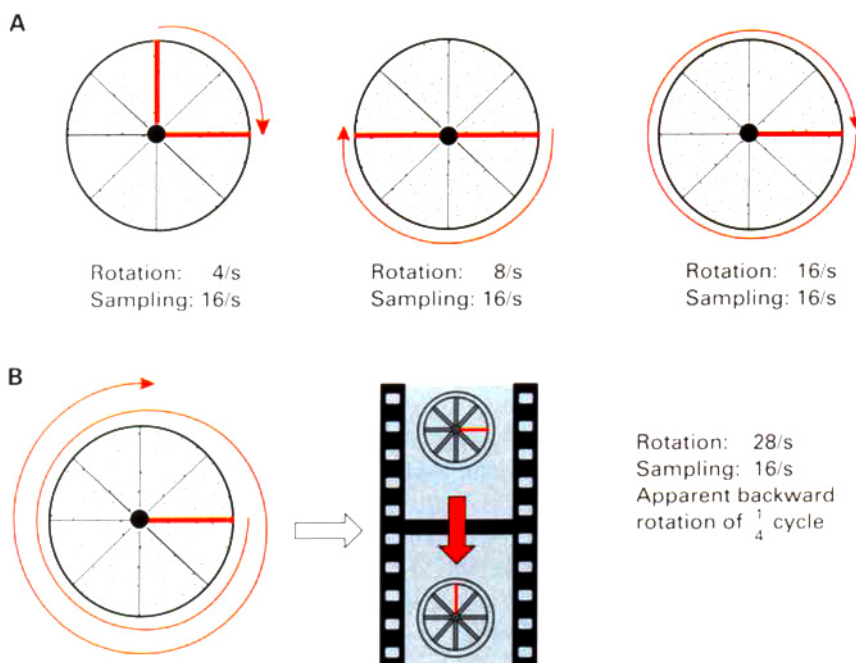 A
Rotation: 4/s
Sampling: 16/s
Rotation: 8/s
Sampling: 16/s
Rotation: 16/s
Sampling: 16/s
B
Rotation: 28/s
Sampling: 16/s
Apparent backward
rotation of 1/4 cycle